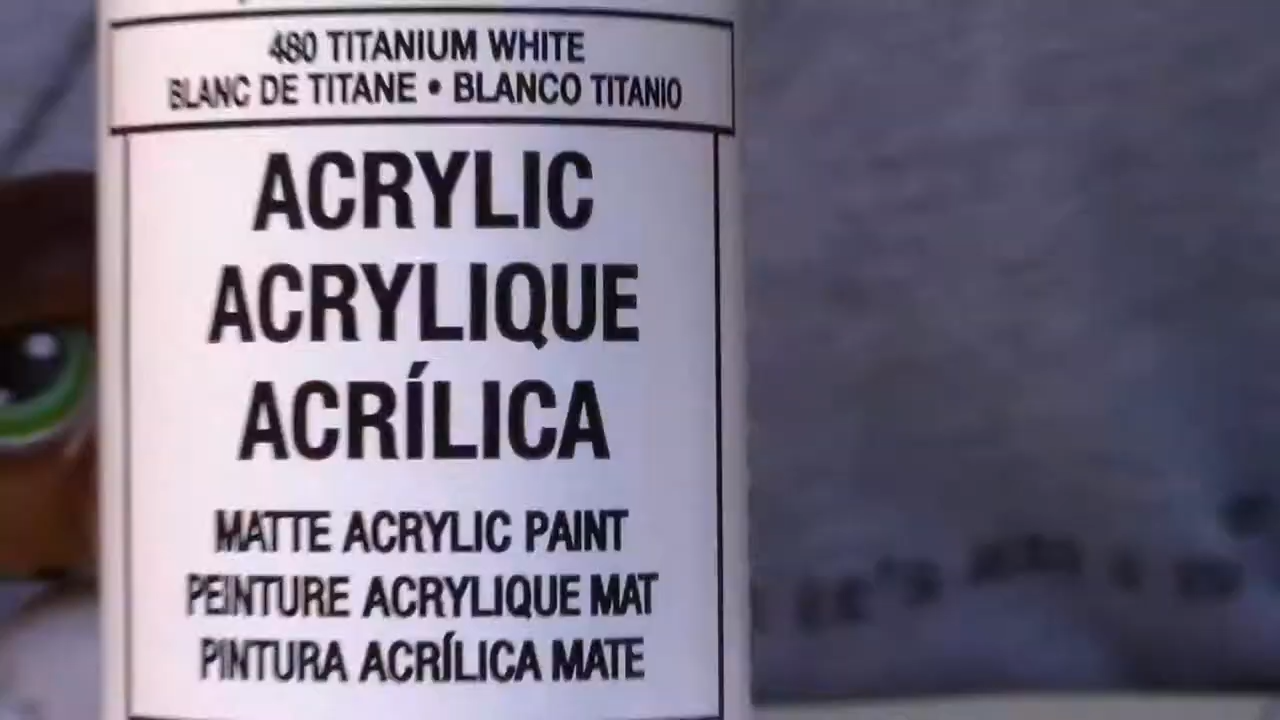 480 TITANIUM WHITE
BLANC DE TITANE • BLANCO TITANIO
ACRYLIC
ACRYLIQUE
ACRÍLICA
MATTE ACRYLIC PAINT
PEINTURE ACRYLIQUE MAT
PINTURA ACRÍLICA MATE